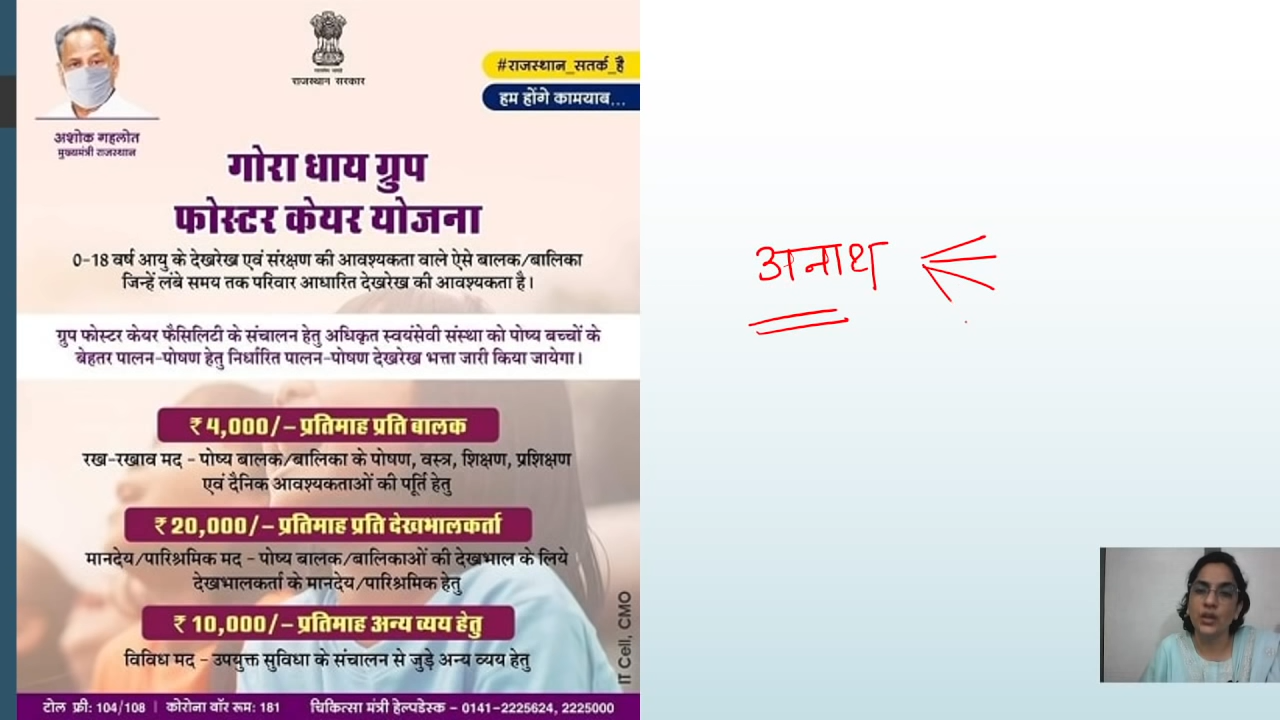 राजस्थान सरकार
#राजस्थान_सतर्क_है
हम होंगे कामयाब...
अशोक गहलोत
मुख्यमंत्री राजस्थान
गोरा धाय ग्रुप
फोस्टर केयर योजना
0-18 वर्ष आयु के देखरेख एवं संरक्षण की आवश्यकता वाले ऐसे बालक/बालिका
जिन्हें लंबे समय तक परिवार आधारित देखरेख की आवश्यकता है।
ग्रुप फोस्टर केयर फैसिलिटी के संचालन हेतु अधिकृत स्वयंसेवी संस्था को पोष्य बच्चों के
बेहतर पालन-पोषण हेतु निर्धारित पालन-पोषण देखरेख भत्ता जारी किया जायेगा।
₹ 4,000/- प्रतिमाह प्रति बालक
रख-रखाव मद - पोष्य बालक/बालिका के पोषण, वस्त्र, शिक्षण, प्रशिक्षण
एवं दैनिक आवश्यकताओं की पूर्ति हेतु
₹ 20,000/- प्रतिमाह प्रति देखभालकर्ता
मानदेय/पारिश्रमिक मद - पोष्य बालक/बालिकाओं की देखभाल के लिये
देखभालकर्ता के मानदेय/पारिश्रमिक हेतु
₹ 10,000/- प्रतिमाह अन्य व्यय हेतु
विविध मद - उपयुक्त सुविधा के संचालन से जुड़े अन्य व्यय हेतु
IT Cell, CMO
टोल फ्री: 104/108 | कोरोना वॉर रूम: 181 चिकित्सा मंत्री हेल्पडेस्क - 0141-2225624, 2225000
अनाथ